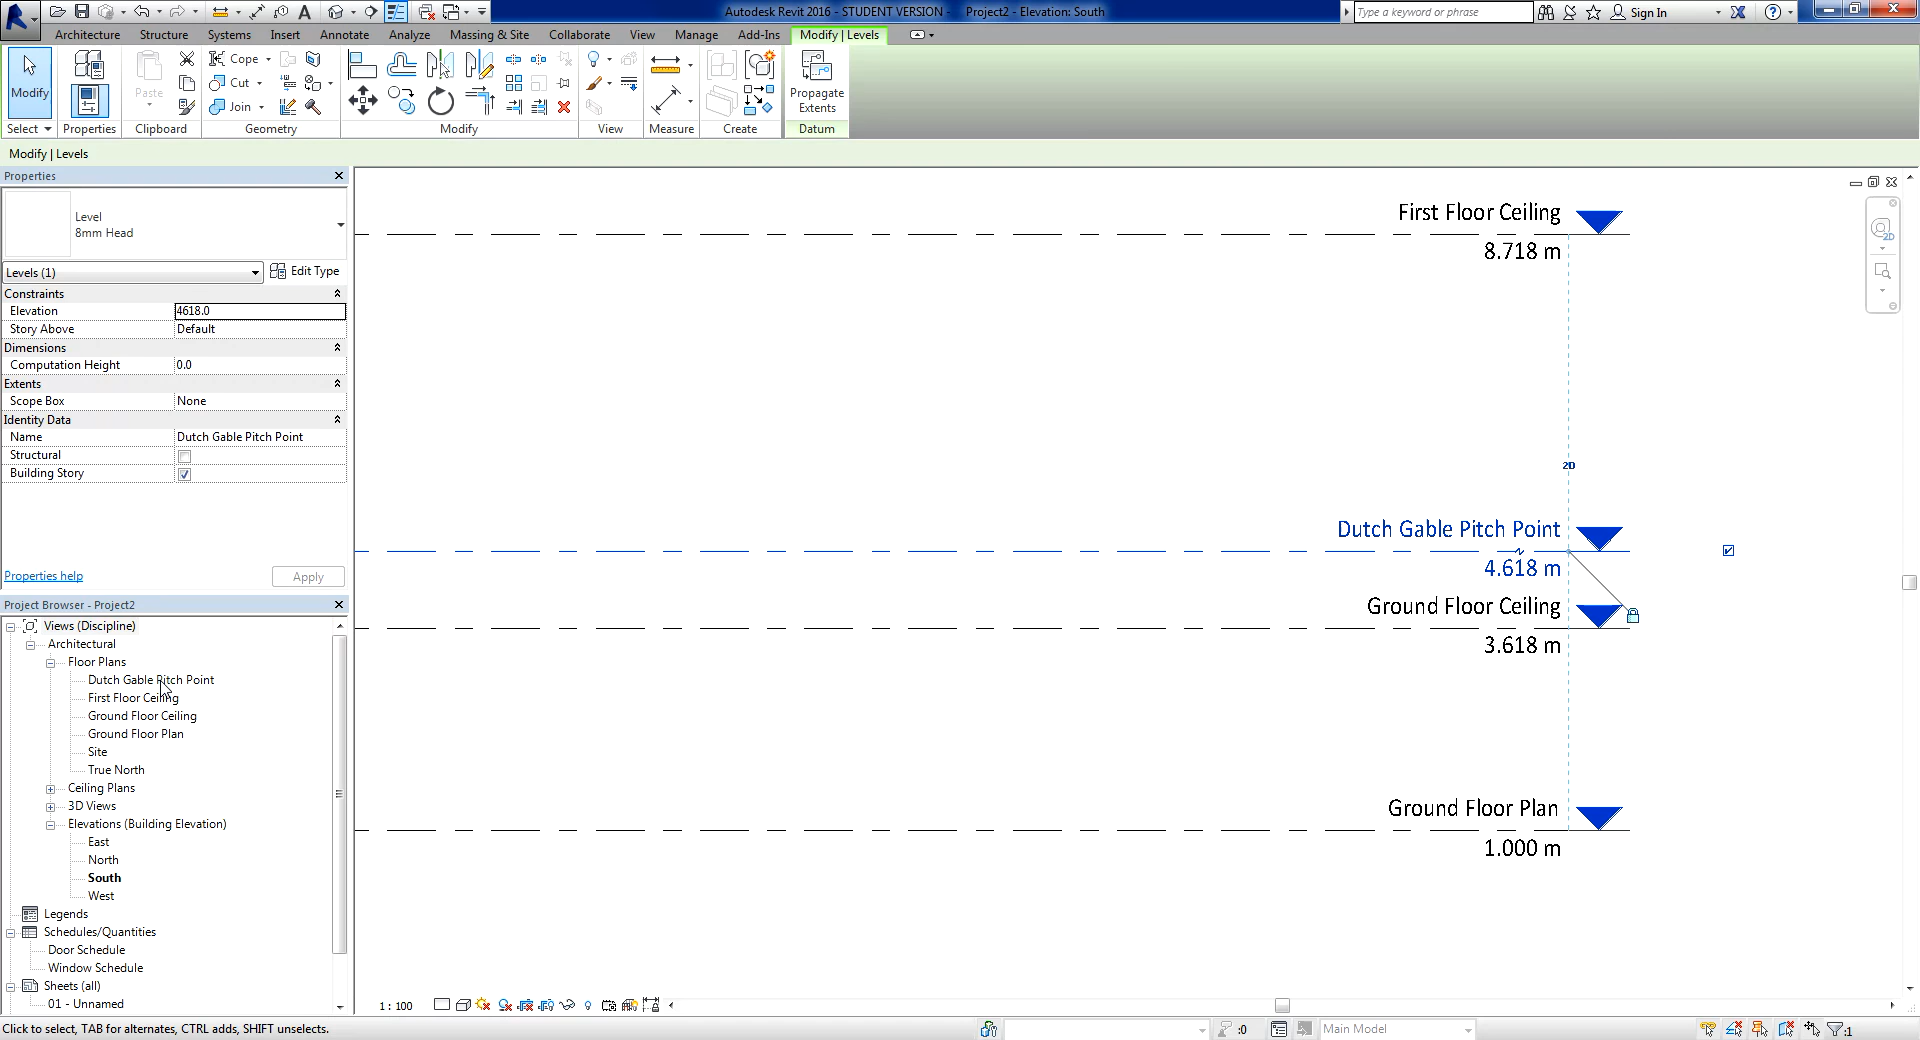 Autodesk Revit 2016 - STUDENT VERSION -    Project2 - Elevation: South
Type a keyword or phrase
Sign In
Architecture Structure Systems Insert Annotate Analyze Massing & Site Collaborate View Manage Add-Ins Modify | Levels
Modify
Paste
Cope
Cut
Join
Propagate
Extents
Select Properties Clipboard Geometry Modify View Measure Create Datum
Modify | Levels
Properties
Level
8mm Head
Levels (1)
Edit Type
Constraints
Elevation 4618.0
Story Above Default
Dimensions
Computation Height 0.0
Extents
Scope Box None
Identity Data
Name Dutch Gable Pitch Point
Structural
Building Story
Properties help
Apply
Project Browser - Project2
Views (Discipline)
Architectural
Floor Plans
Dutch Gable Pitch Point
First Floor Ceiling
Ground Floor Ceiling
Ground Floor Plan
Site
True North
Ceiling Plans
3D Views
Elevations (Building Elevation)
East
North
South
West
Legends
Schedules/Quantities
Door Schedule
Window Schedule
Sheets (all)
01 - Unnamed
First Floor Ceiling
8.718 m
2D
Dutch Gable Pitch Point
4.618 m
Ground Floor Ceiling
3.618 m
Ground Floor Plan
1.000 m
2D
1 : 100
Click to select, TAB for alternates, CTRL adds, SHIFT unselects.
:0
Main Model
:1